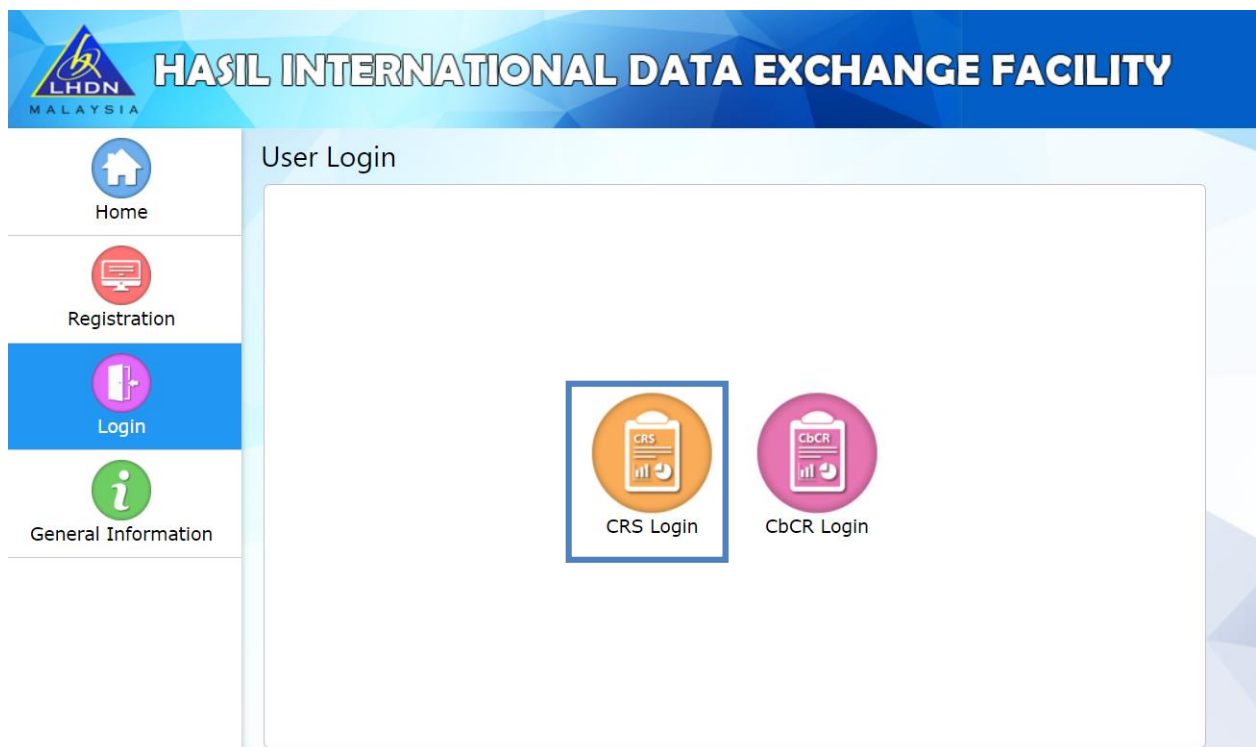 LHDN
MALAYSIA
HASIL INTERNATIONAL DATA EXCHANGE FACILITY
Home
Registration
Login
General Information
User Login
CRS
CRS Login
CbCR
CbCR Login